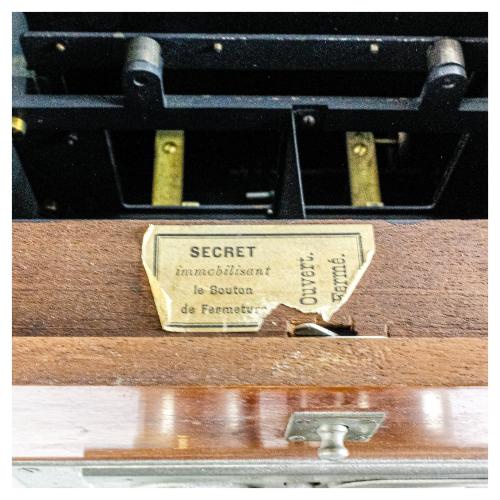 SECRET
immobilisant
le Bouton
de Fermeture
Ouvert.
Fermé.